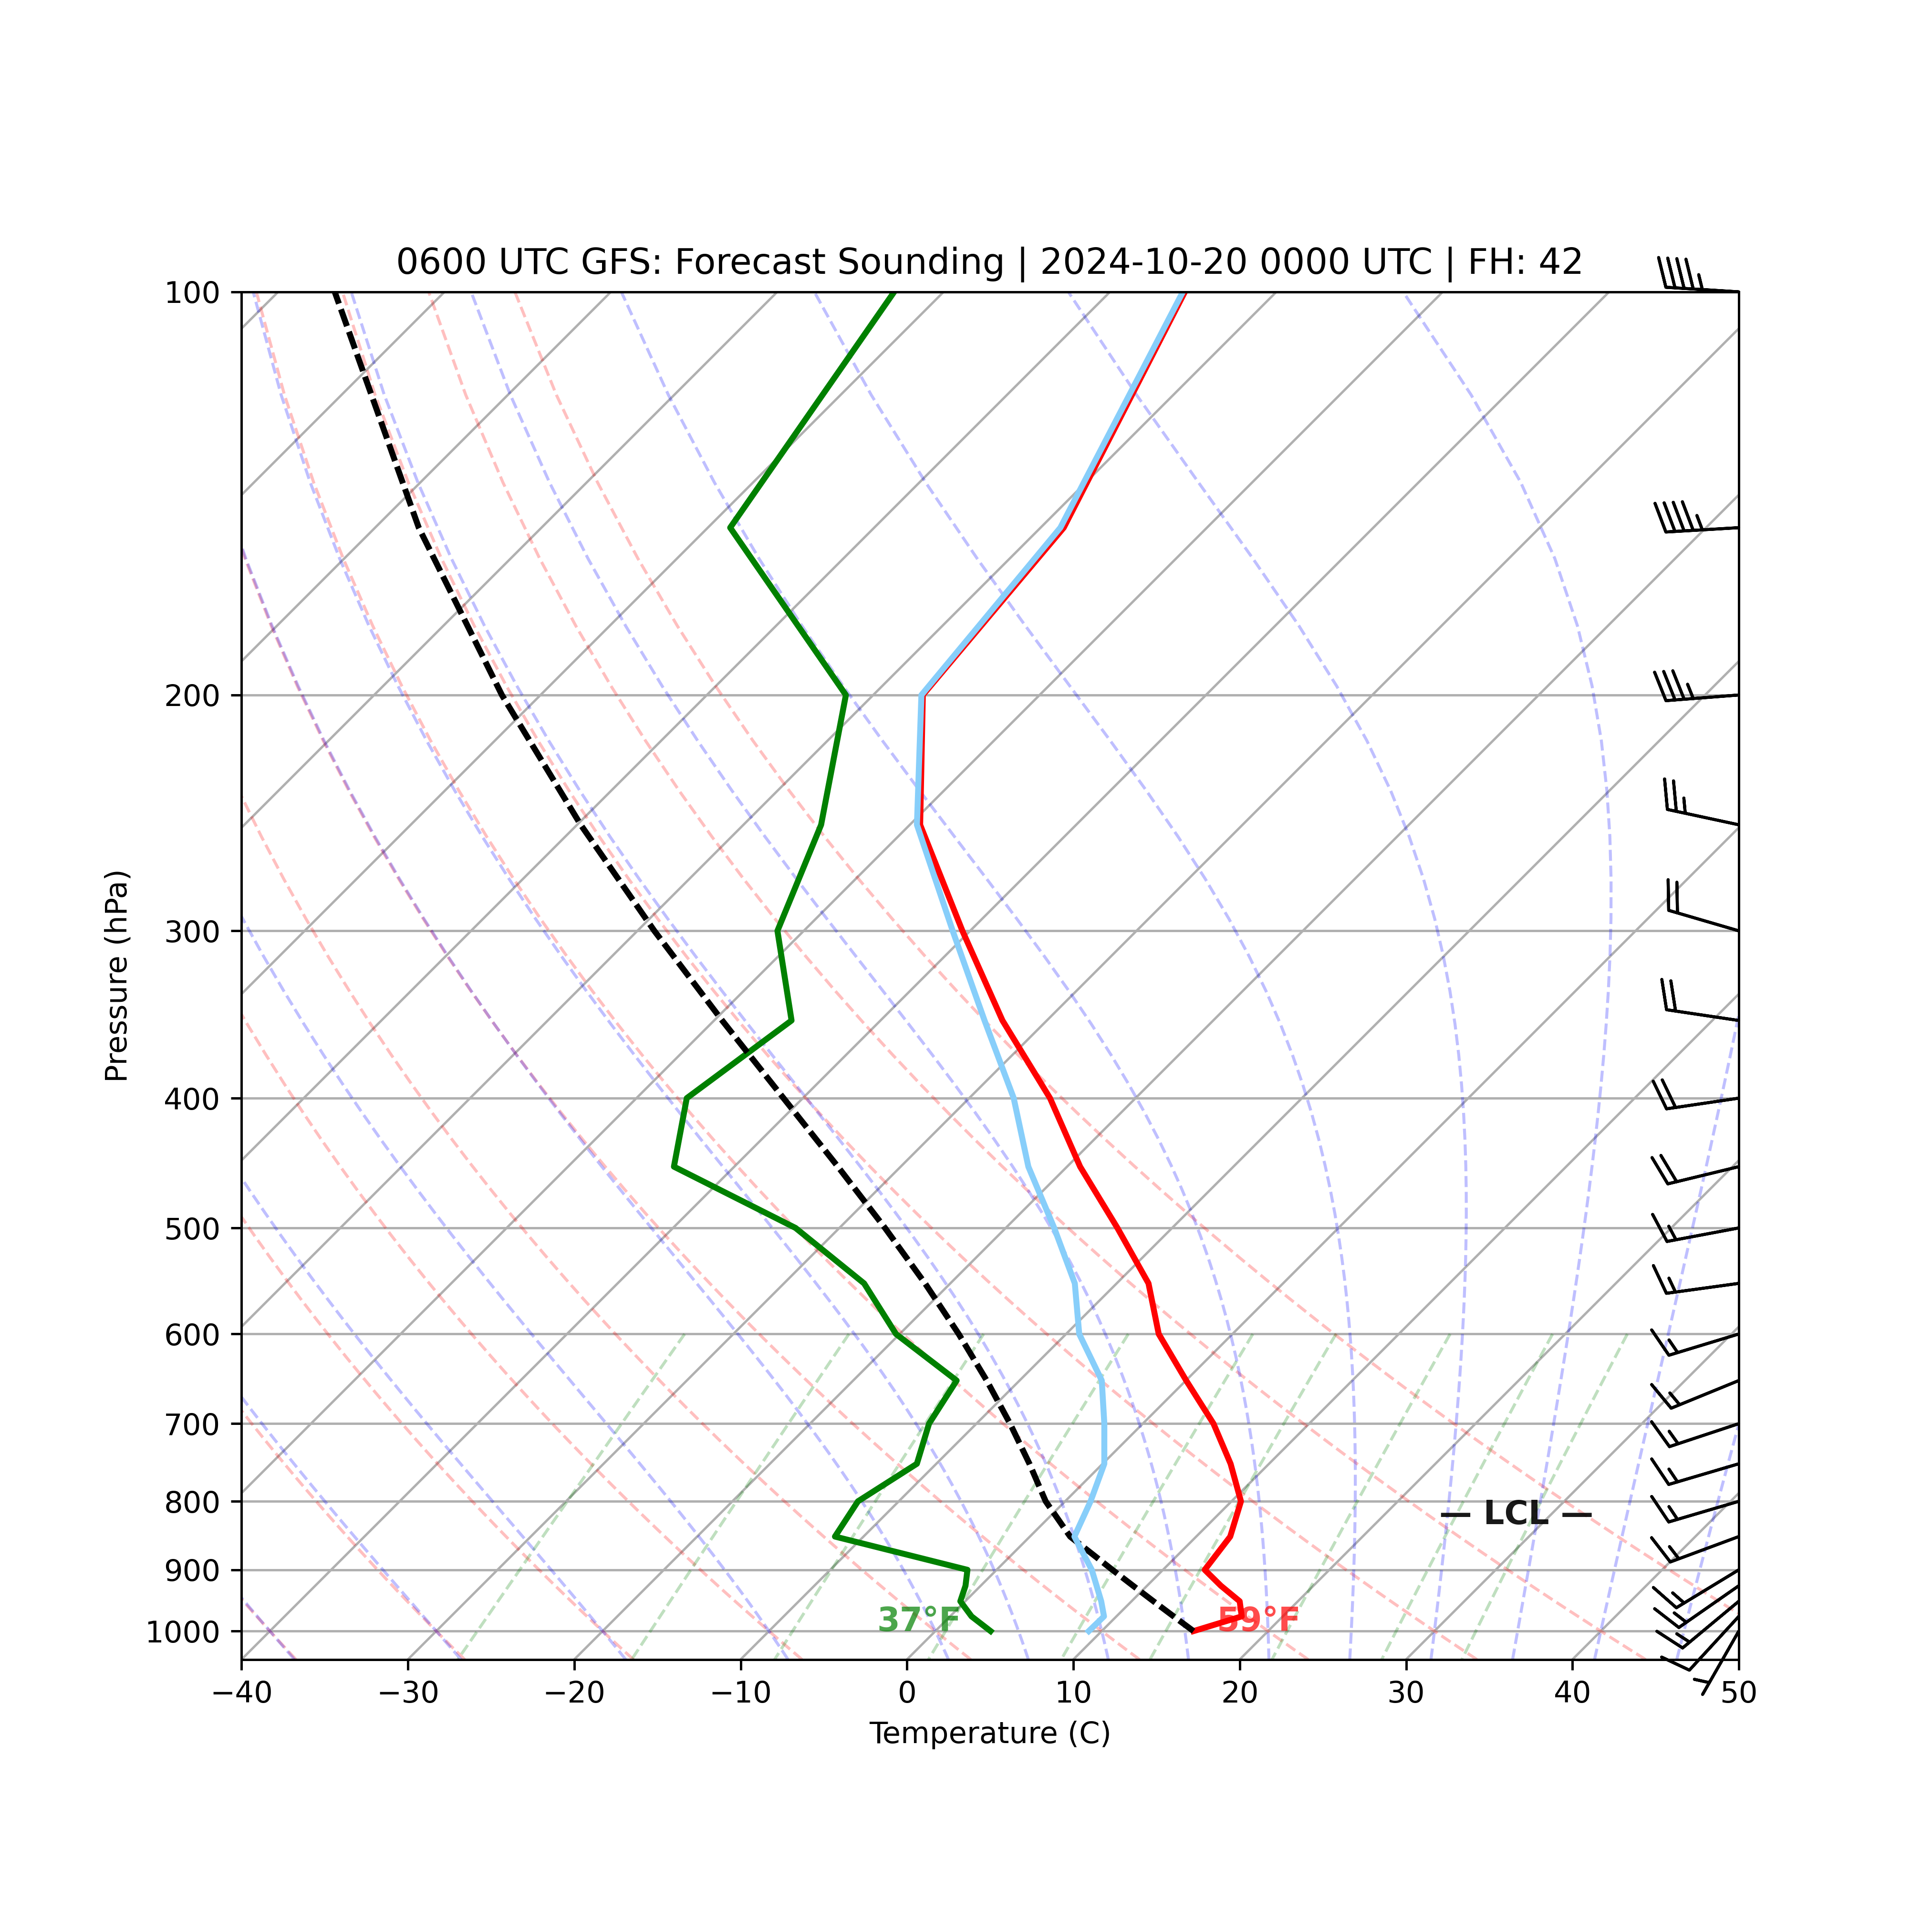 0600 UTC GFS: Forecast Sounding | 2024-10-20 0000 UTC | FH: 42
100
200
300
400
500
600
700
800
900
1000
Pressure (hPa)
— LCL —
37°F
59°F
−40 −30 −20 −10 0 10 20 30 40 50
Temperature (C)